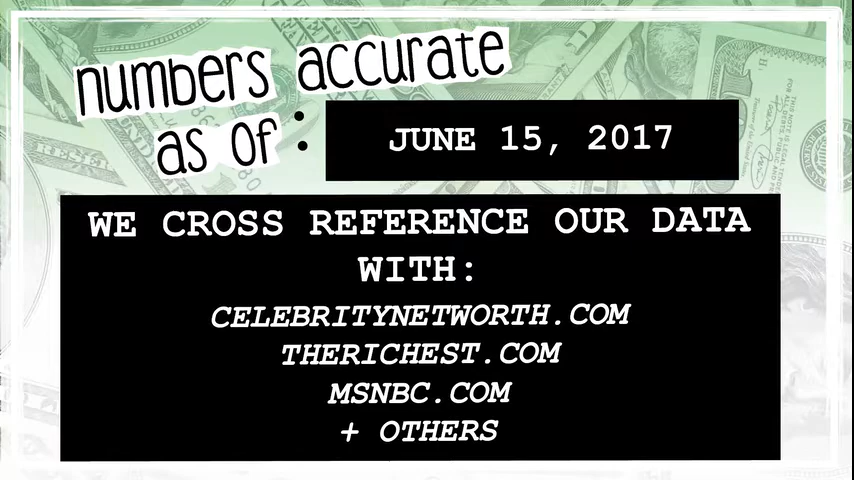 numbers accurate
as of: JUNE 15, 2017
WE CROSS REFERENCE OUR DATA
WITH:
CELEBRITYNETWORTH.COM
THERICHEST.COM
MSNBC.COM
+ OTHERS